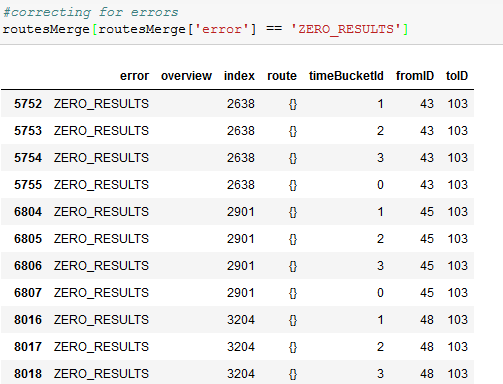 #correcting for errors
routesMerge[routesMerge['error'] == 'ZERO_RESULTS']
error overview index route timeBucketId fromID toID
5752 ZERO_RESULTS 2638 {} 1 43 103
5753 ZERO_RESULTS 2638 {} 2 43 103
5754 ZERO_RESULTS 2638 {} 3 43 103
5755 ZERO_RESULTS 2638 {} 0 43 103
6804 ZERO_RESULTS 2901 {} 1 45 103
6805 ZERO_RESULTS 2901 {} 2 45 103
6806 ZERO_RESULTS 2901 {} 3 45 103
6807 ZERO_RESULTS 2901 {} 0 45 103
8016 ZERO_RESULTS 3204 {} 1 48 103
8017 ZERO_RESULTS 3204 {} 2 48 103
8018 ZERO_RESULTS 3204 {} 3 48 103